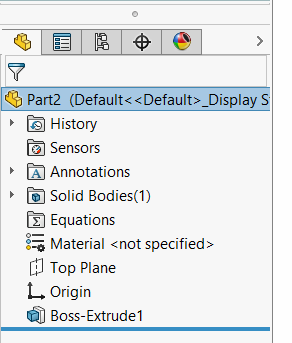 Part2 (Default<<Default>_Display S
History
Sensors
Annotations
Solid Bodies(1)
Equations
Material <not specified>
Top Plane
Origin
Boss-Extrude1